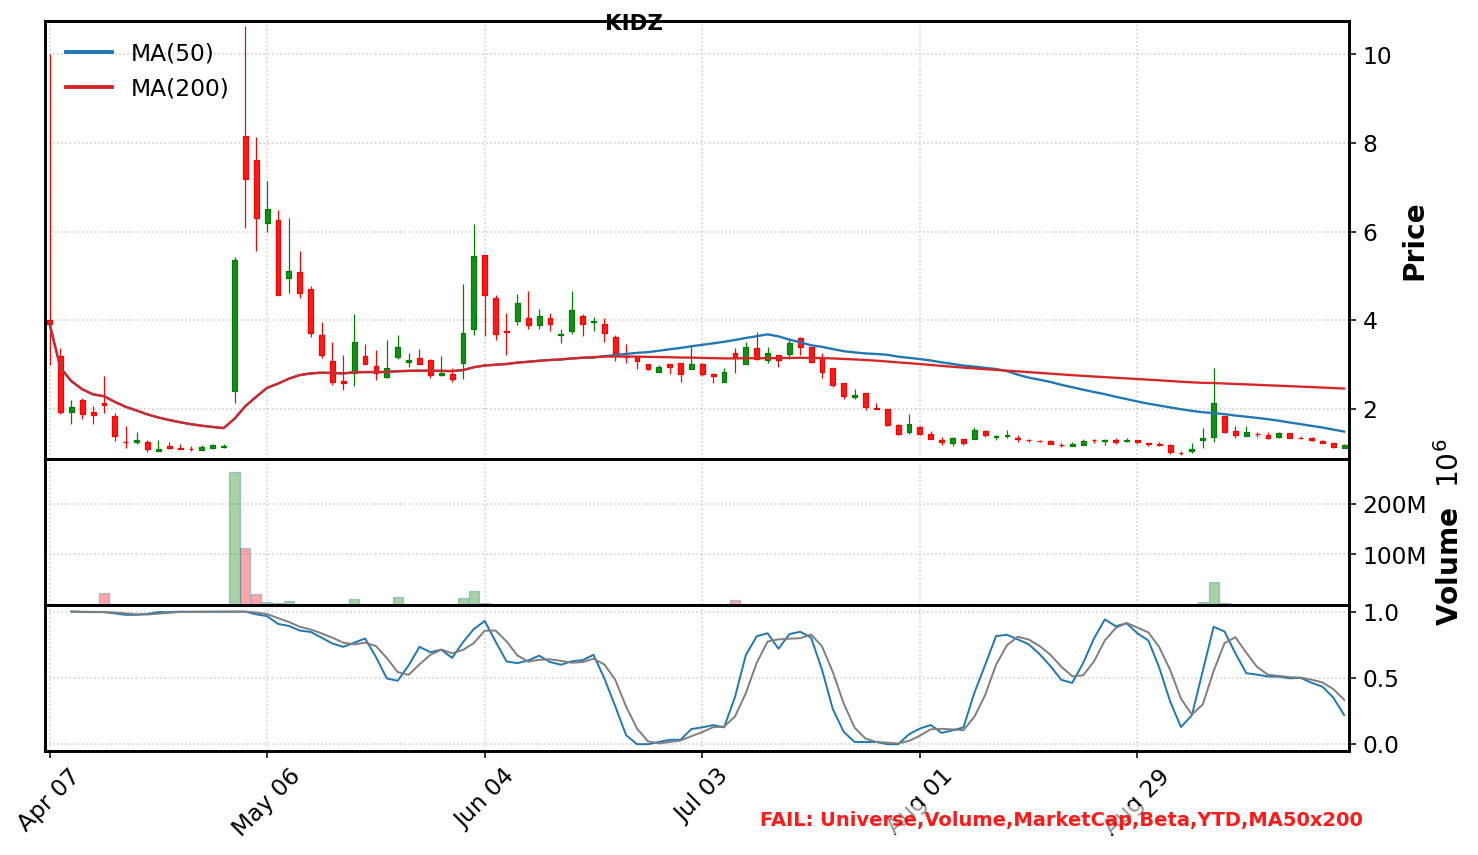 KIDZ
MA(50)
MA(200)
10
8
6
4
2
Price
200M
100M
Volume 10^6
1.0
0.5
0.0
Apr 07
May 06
Jun 04
Jul 03
Aug 01
Aug 29
FAIL: Universe,Volume,MarketCap,Beta,YTD,MA50x200